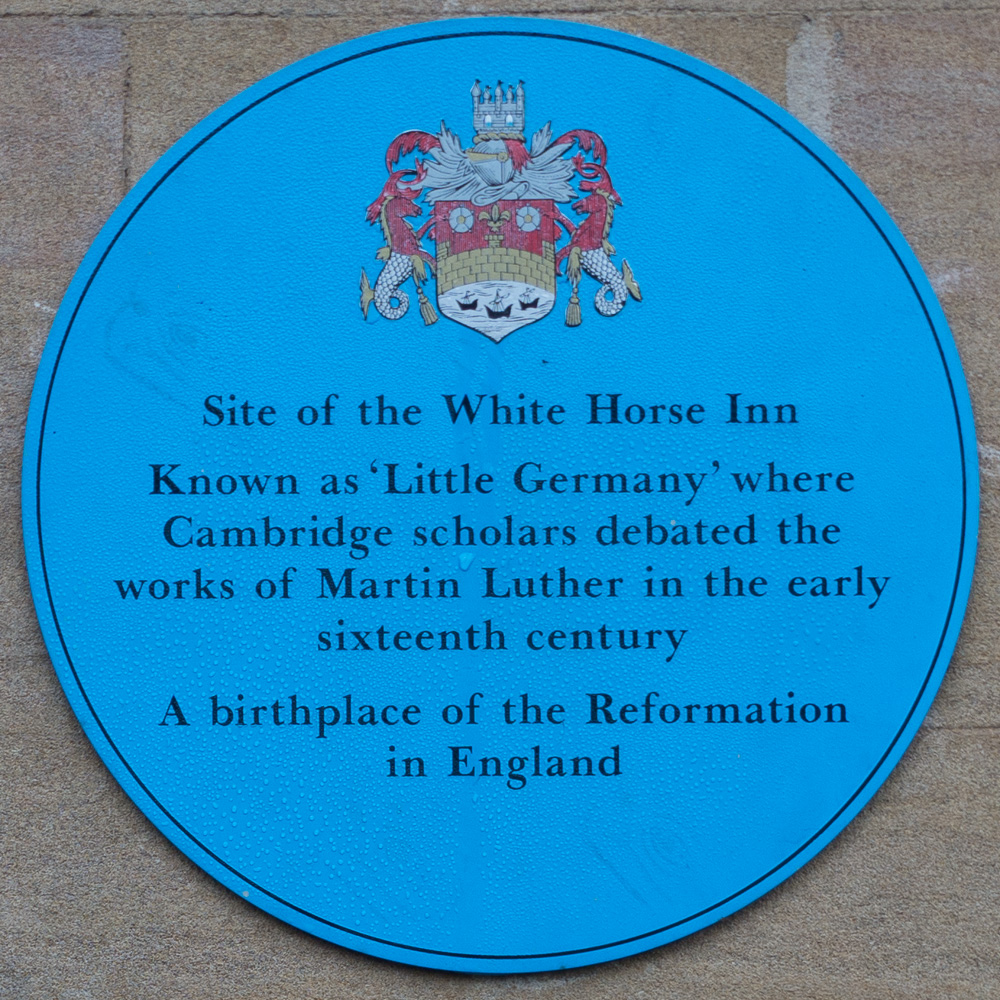 Site of the White Horse Inn
Known as ‘Little Germany’ where
Cambridge scholars debated the
works of Martin Luther in the early
sixteenth century
A birthplace of the Reformation
in England